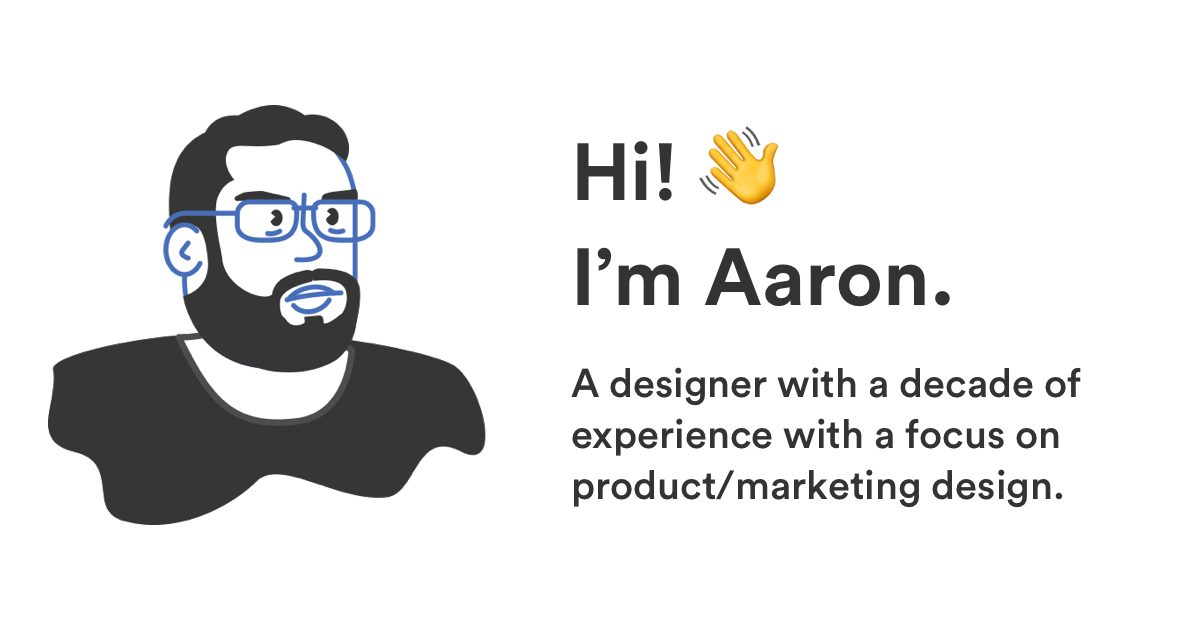 Hi! 👋
I’m Aaron.
A designer with a decade of
experience with a focus on
product/marketing design.